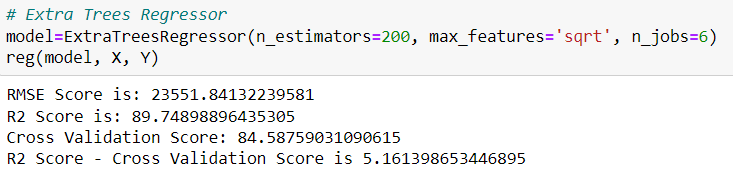 # Extra Trees Regressor
model=ExtraTreesRegressor(n_estimators=200, max_features='sqrt', n_jobs=6)
reg(model, X, Y)
RMSE Score is: 23551.84132239581
R2 Score is: 89.74898896435305
Cross Validation Score: 84.58759031090615
R2 Score - Cross Validation Score is 5.161398653446895